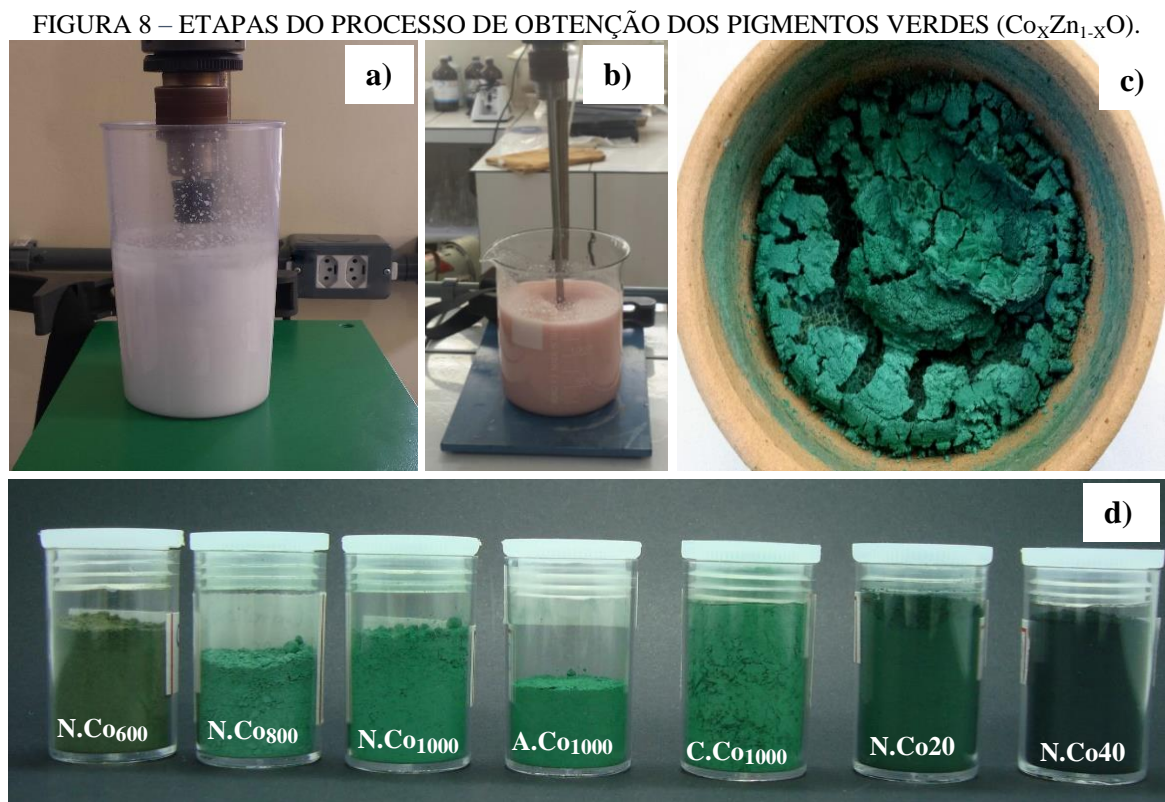 FIGURA 8 – ETAPAS DO PROCESSO DE OBTENÇÃO DOS PIGMENTOS VERDES (CoXZn1-XO).
a)
b)
c)
d)
N.Co600
N.Co800
N.Co1000
A.Co1000
C.Co1000
N.Co20
N.Co40